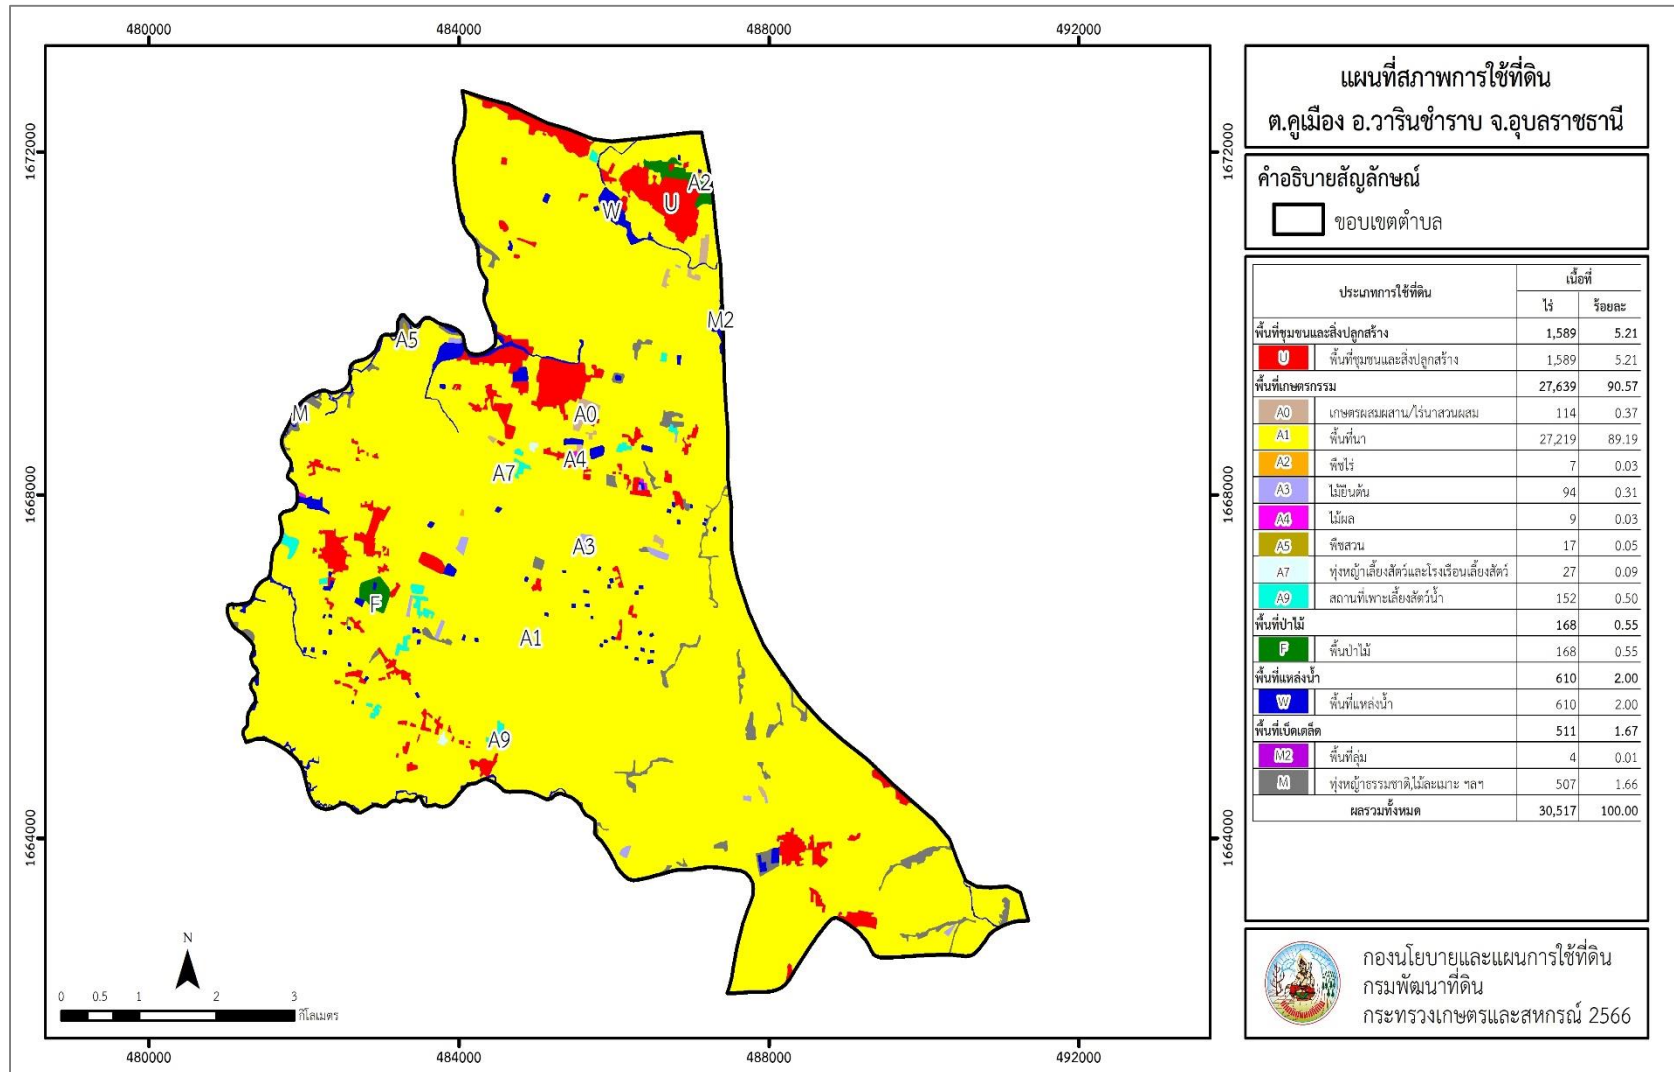 480000 484000 488000 492000
1672000
1668000
1664000
A2
U
W
M2
A5
M
A0
A4
A7
A3
F
A1
A9
N
0 0.5 1 2 3
กิโลเมตร
480000 484000 488000 492000
1672000
1668000
1664000
แผนที่สภาพการใช้ที่ดิน
ต.คูเมือง อ.วารินชำราบ จ.อุบลราชธานี
คำอธิบายสัญลักษณ์
ขอบเขตตำบล
ประเภทการใช้ที่ดิน เนื้อที่
ไร่ ร้อยละ
พื้นที่ชุมชนและสิ่งปลูกสร้าง 1,589 5.21
U พื้นที่ชุมชนและสิ่งปลูกสร้าง 1,589 5.21
พื้นที่เกษตรกรรม 27,639 90.57
A0 เกษตรผสมผสาน/ไร่นาสวนผสม 114 0.37
A1 พื้นที่นา 27,219 89.19
A2 พืชไร่ 7 0.03
A3 ไม้ยืนต้น 94 0.31
A4 ไม้ผล 9 0.03
A5 พืชสวน 17 0.05
A7 ทุ่งหญ้าเลี้ยงสัตว์และโรงเรือนเลี้ยงสัตว์ 27 0.09
A9 สถานที่เพาะเลี้ยงสัตว์น้ำ 152 0.50
พื้นที่ป่าไม้ 168 0.55
F พื้นป่าไม้ 168 0.55
พื้นที่แหล่งน้ำ 610 2.00
W พื้นที่แหล่งน้ำ 610 2.00
พื้นที่เบ็ดเตล็ด 511 1.67
M2 พื้นที่ลุ่ม 4 0.01
M ทุ่งหญ้าธรรมชาติ,ไม้ละเมาะ ฯลฯ 507 1.66
ผลรวมทั้งหมด 30,517 100.00
กองนโยบายและแผนการใช้ที่ดิน
กรมพัฒนาที่ดิน
กระทรวงเกษตรและสหกรณ์ 2566